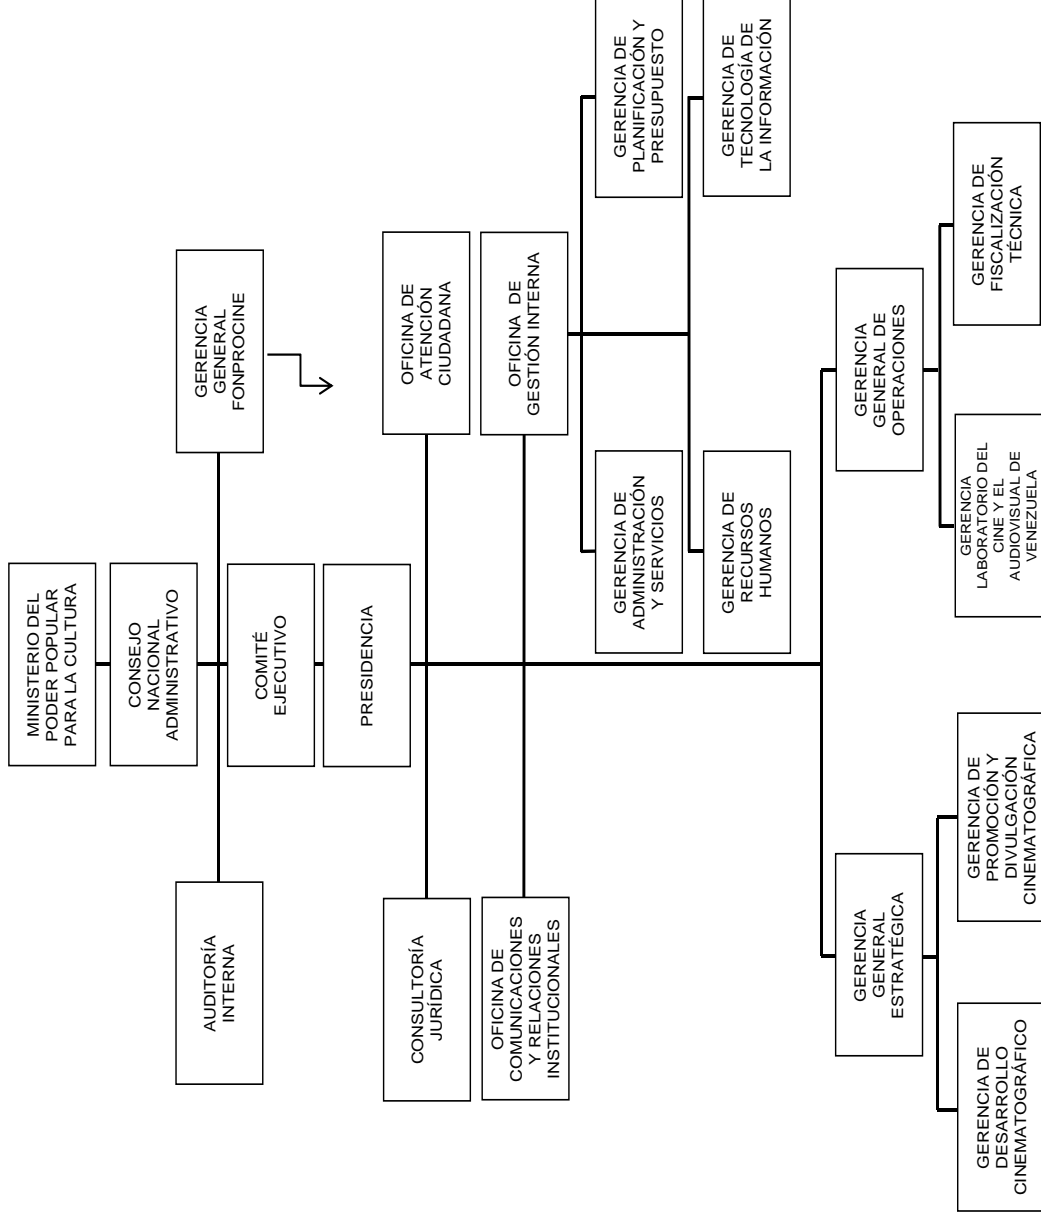 MINISTERIO DEL
PODER POPULAR
PARA LA CULTURA
CONSEJO
NACIONAL
ADMINISTRATIVO
AUDITORÍA
INTERNA
GERENCIA
GENERAL
FONPROCINE
COMITÉ
EJECUTIVO
PRESIDENCIA
CONSULTORÍA
JURÍDICA
OFICINA DE
ATENCIÓN
CIUDADANA
OFICINA DE
COMUNICACIONES
Y RELACIONES
INSTITUCIONALES
OFICINA DE
GESTIÓN INTERNA
GERENCIA DE
ADMINISTRACIÓN
Y SERVICIOS
GERENCIA DE
PLANIFICACIÓN Y
PRESUPUESTO
GERENCIA DE
RECURSOS
HUMANOS
GERENCIA DE
TECNOLOGÍA DE
LA INFORMACIÓN
GERENCIA
GENERAL
ESTRATÉGICA
GERENCIA
GENERAL DE
OPERACIONES
GERENCIA DE
DESARROLLO
CINEMATOGRÁFICO
GERENCIA DE
PROMOCIÓN Y
DIVULGACIÓN
CINEMATOGRÁFICA
GERENCIA
LABORATORIO DEL
CINE Y EL
AUDIOVISUAL DE
VENEZUELA
GERENCIA DE
FISCALIZACIÓN
TÉCNICA